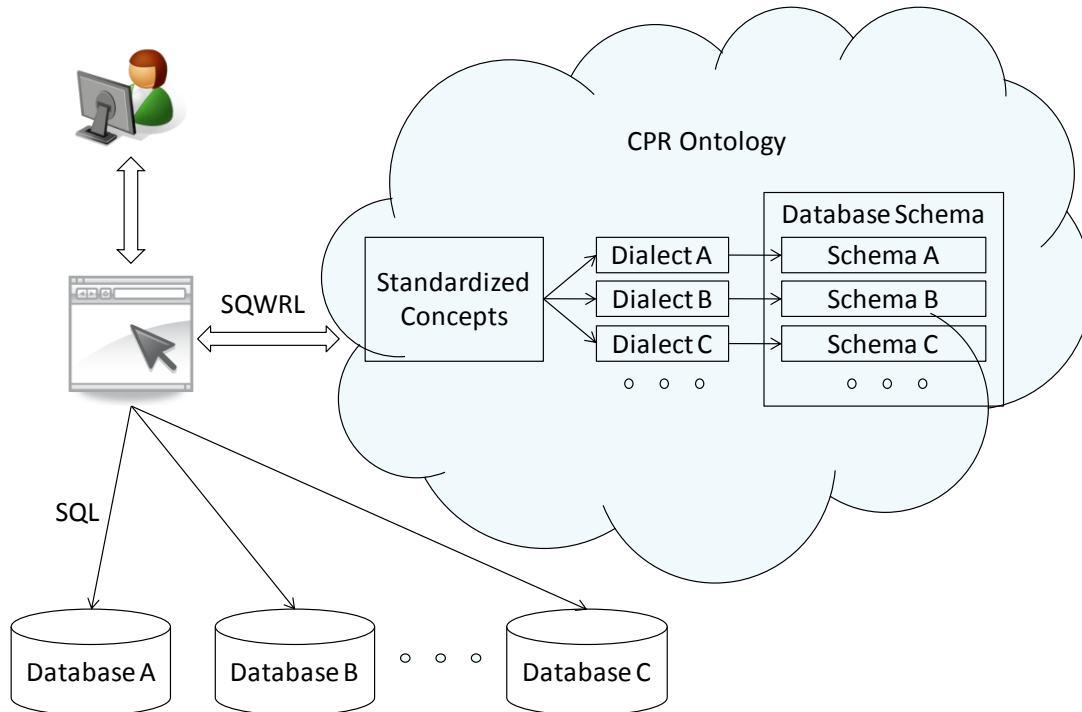 CPR Ontology
Database Schema
Standardized
Concepts
Dialect A
Schema A
Dialect B
Schema B
Dialect C
Schema C
SQWRL
SQL
Database A
Database B
Database C